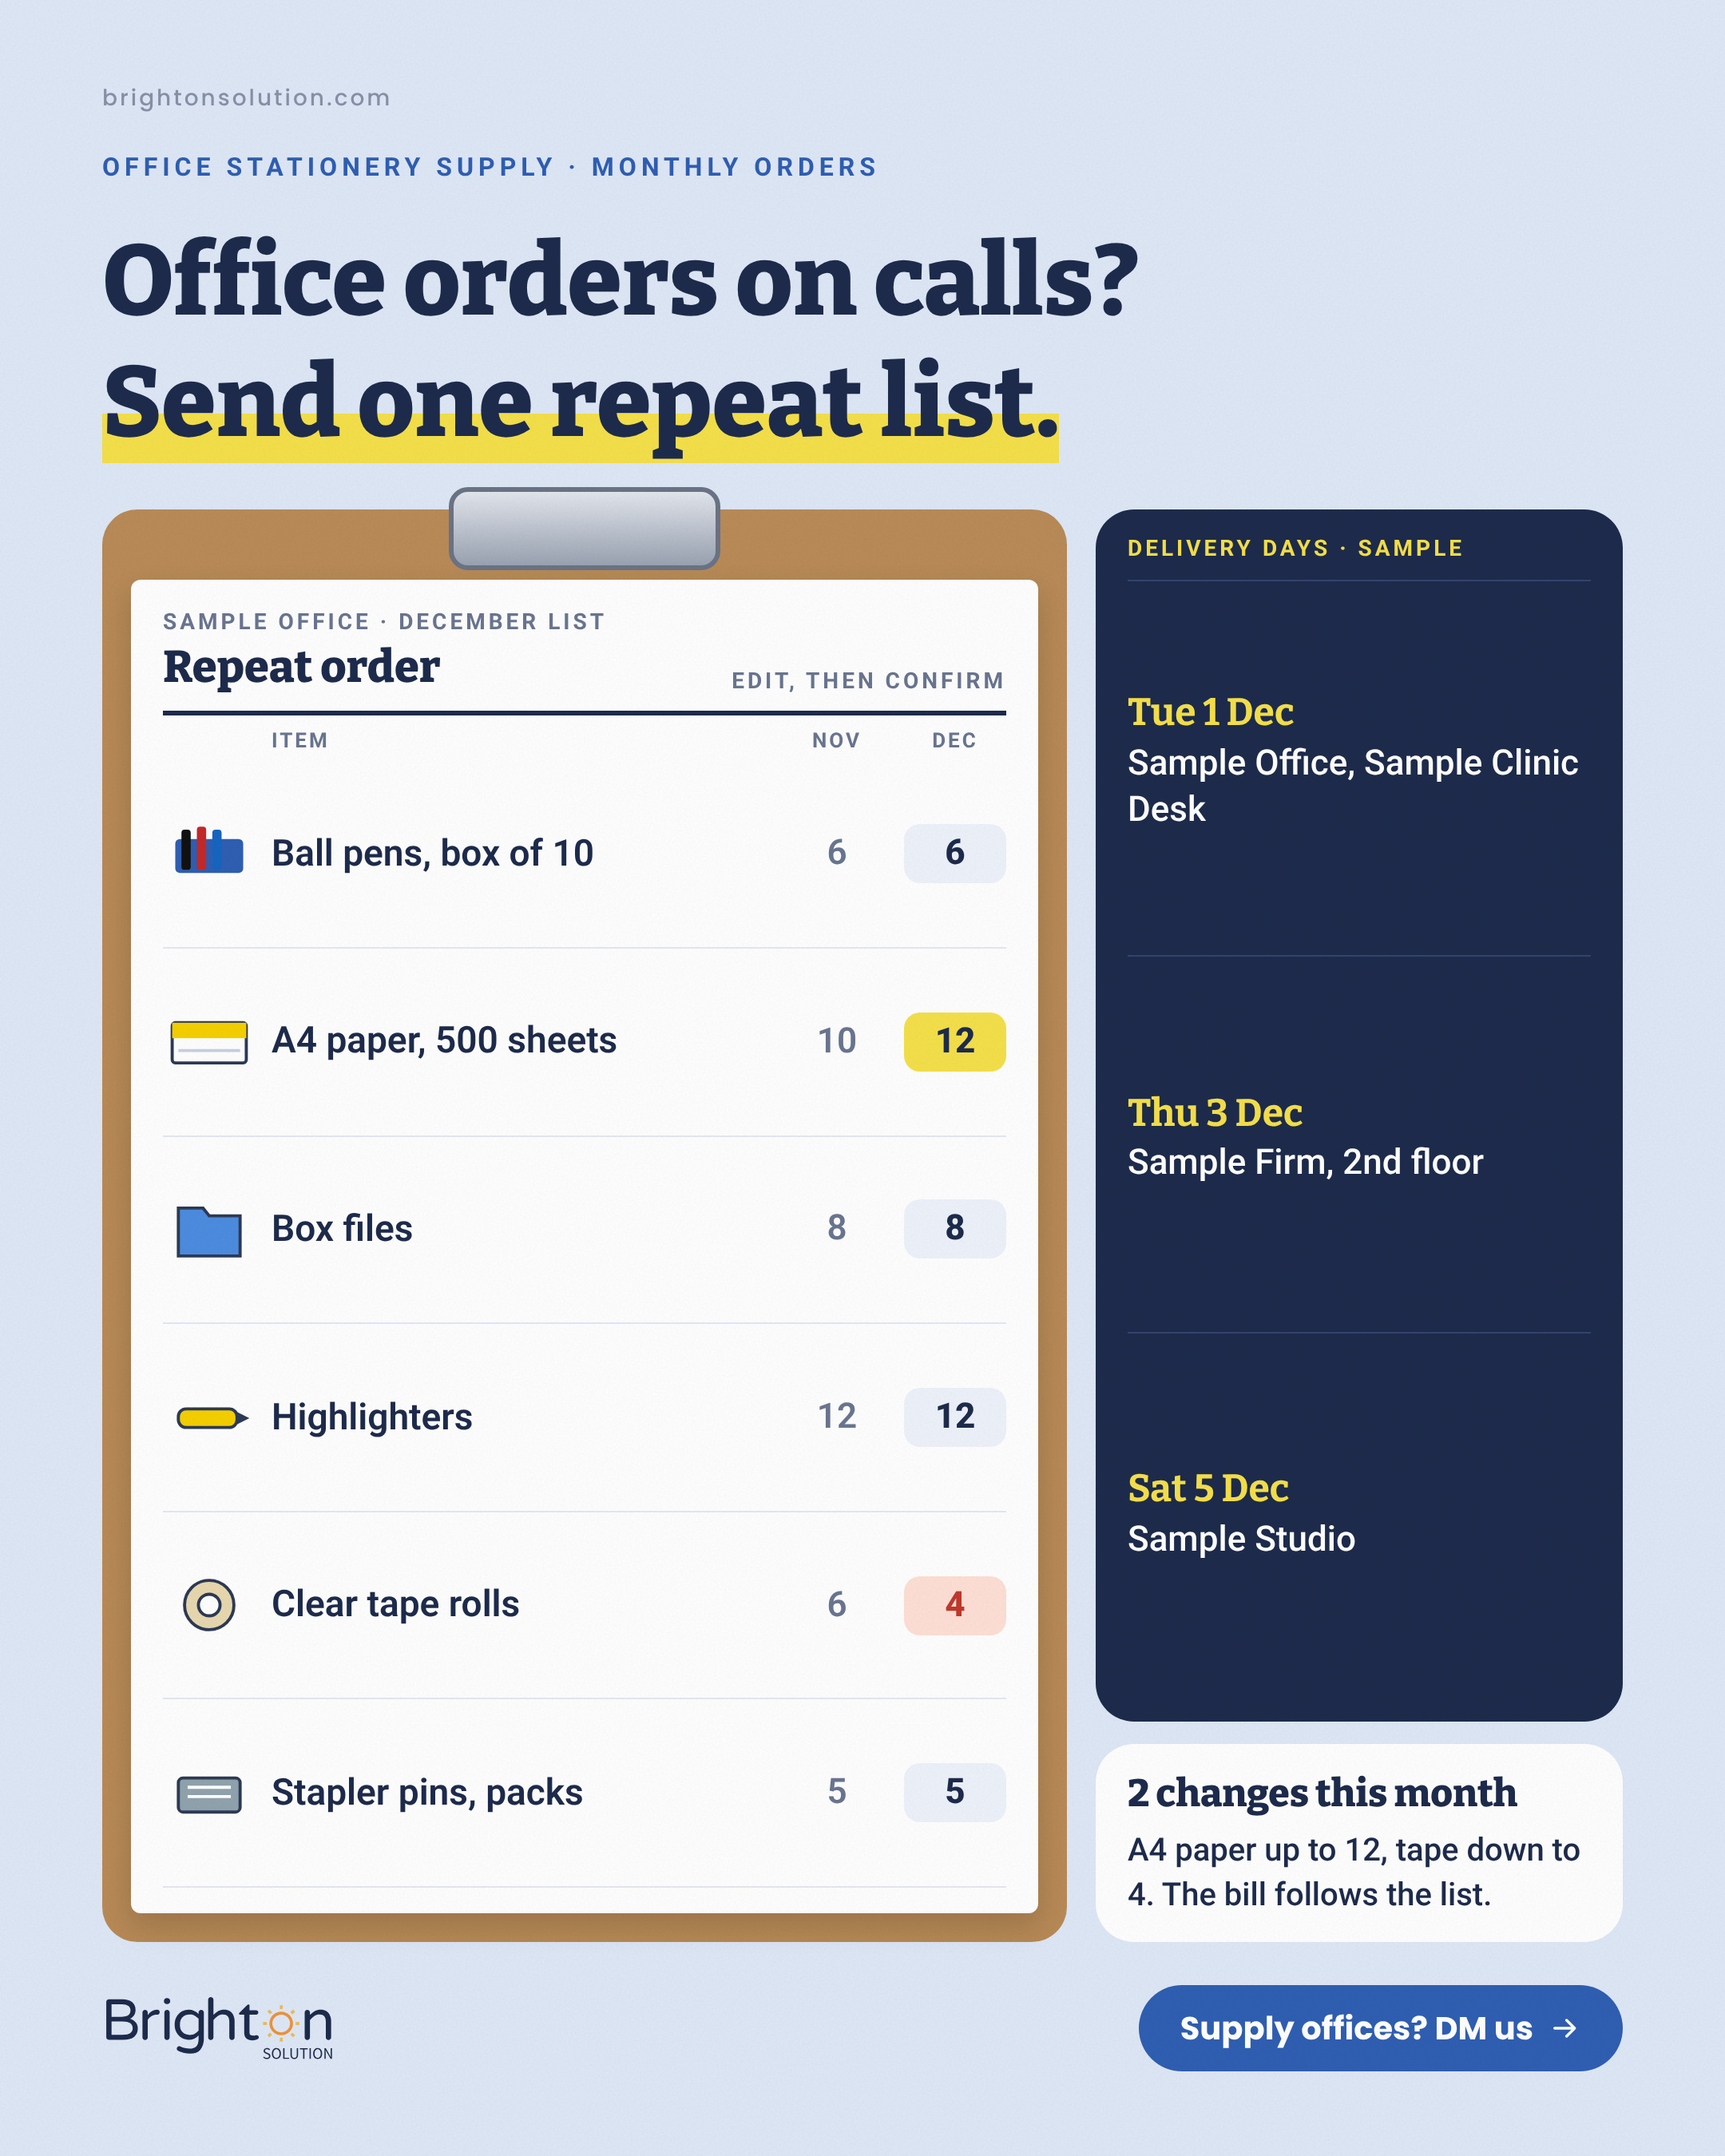 brightonsolution.com
OFFICE STATIONERY SUPPLY · MONTHLY ORDERS
Office orders on calls?
Send one repeat list.
SAMPLE OFFICE · DECEMBER LIST
Repeat order
EDIT, THEN CONFIRM
ITEM NOV DEC
Ball pens, box of 10 6 6
A4 paper, 500 sheets 10 12
Box files 8 8
Highlighters 12 12
Clear tape rolls 6 4
Stapler pins, packs 5 5
DELIVERY DAYS · SAMPLE
Tue 1 Dec
Sample Office, Sample Clinic
Desk
Thu 3 Dec
Sample Firm, 2nd floor
Sat 5 Dec
Sample Studio
2 changes this month
A4 paper up to 12, tape down to
4. The bill follows the list.
Brighton
SOLUTION
Supply offices? DM us →